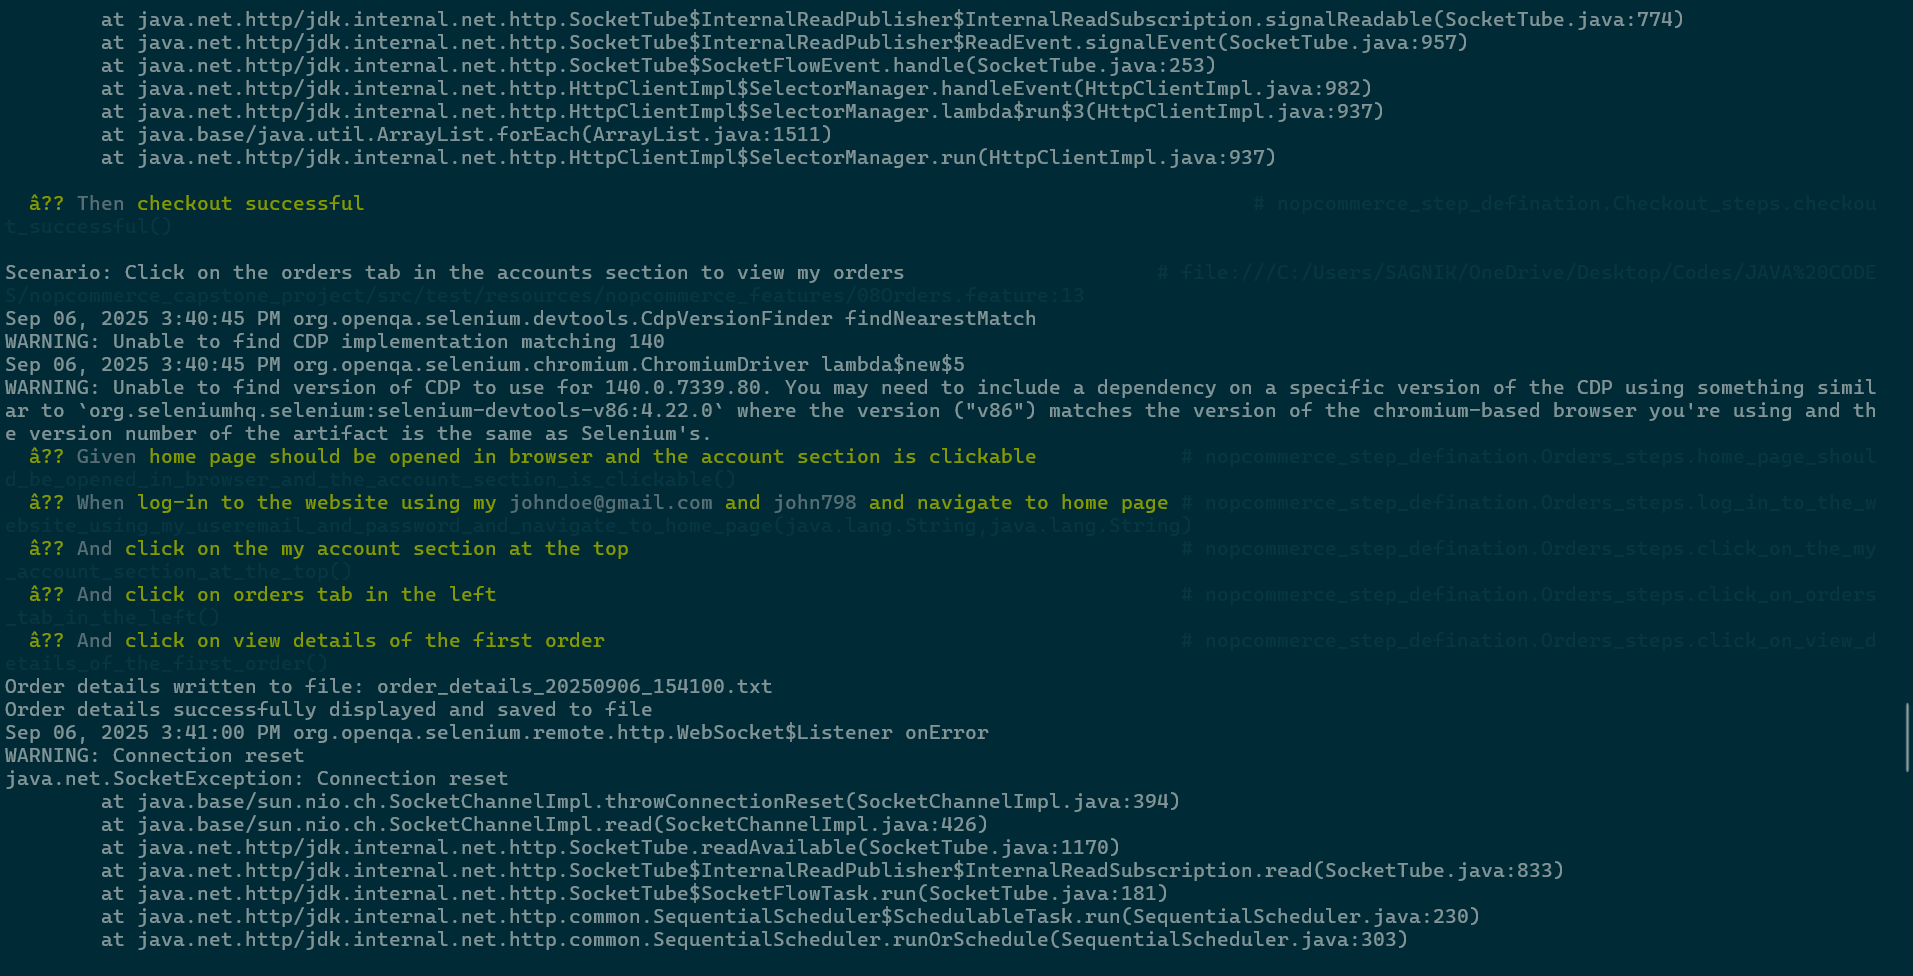 at java.net.http/jdk.internal.net.http.SocketTube$InternalReadPublisher$InternalReadSubscription.signalReadable(SocketTube.java:774)
        at java.net.http/jdk.internal.net.http.SocketTube$InternalReadPublisher$ReadEvent.signalEvent(SocketTube.java:957)
        at java.net.http/jdk.internal.net.http.SocketTube$SocketFlowEvent.handle(SocketTube.java:253)
        at java.net.http/jdk.internal.net.http.HttpClientImpl$SelectorManager.handleEvent(HttpClientImpl.java:982)
        at java.net.http/jdk.internal.net.http.HttpClientImpl$SelectorManager.lambda$run$3(HttpClientImpl.java:937)
        at java.base/java.util.ArrayList.forEach(ArrayList.java:1511)
        at java.net.http/jdk.internal.net.http.HttpClientImpl$SelectorManager.run(HttpClientImpl.java:937)
  â?? Then checkout successful # nopcommerce_step_defination.Checkout_steps.checkou
t_successful()
Scenario: Click on the orders tab in the accounts section to view my orders # file:///C:/Users/SAGNIK/OneDrive/Desktop/Codes/JAVA%20CODE
S/nopcommerce_capstone_project/src/test/resources/nopcommerce_features/08Orders.feature:13
Sep 06, 2025 3:40:45 PM org.openqa.selenium.devtools.CdpVersionFinder findNearestMatch
WARNING: Unable to find CDP implementation matching 140
Sep 06, 2025 3:40:45 PM org.openqa.selenium.chromium.ChromiumDriver lambda$new$5
WARNING: Unable to find version of CDP to use for 140.0.7339.80. You may need to include a dependency on a specific version of the CDP using something simil
ar to `org.seleniumhq.selenium:selenium-devtools-v86:4.22.0` where the version ("v86") matches the version of the chromium-based browser you're using and th
e version number of the artifact is the same as Selenium's.
  â?? Given home page should be opened in browser and the account section is clickable # nopcommerce_step_defination.Orders_steps.home_page_shoul
d_be_opened_in_browser_and_the_account_section_is_clickable()
  â?? When log-in to the website using my johndoe@gmail.com and john798 and navigate to home page # nopcommerce_step_defination.Orders_steps.log_in_to_the_w
ebsite_using_my_useremail_and_password_and_navigate_to_home_page(java.lang.String,java.lang.String)
  â?? And click on the my account section at the top # nopcommerce_step_defination.Orders_steps.click_on_the_my
_account_section_at_the_top()
  â?? And click on orders tab in the left # nopcommerce_step_defination.Orders_steps.click_on_orders
_tab_in_the_left()
  â?? And click on view details of the first order # nopcommerce_step_defination.Orders_steps.click_on_view_d
etails_of_the_first_order()
Order details written to file: order_details_20250906_154100.txt
Order details successfully displayed and saved to file
Sep 06, 2025 3:41:00 PM org.openqa.selenium.remote.http.WebSocket$Listener onError
WARNING: Connection reset
java.net.SocketException: Connection reset
        at java.base/sun.nio.ch.SocketChannelImpl.throwConnectionReset(SocketChannelImpl.java:394)
        at java.base/sun.nio.ch.SocketChannelImpl.read(SocketChannelImpl.java:426)
        at java.net.http/jdk.internal.net.http.SocketTube.readAvailable(SocketTube.java:1170)
        at java.net.http/jdk.internal.net.http.SocketTube$InternalReadPublisher$InternalReadSubscription.read(SocketTube.java:833)
        at java.net.http/jdk.internal.net.http.SocketTube$SocketFlowTask.run(SocketTube.java:181)
        at java.net.http/jdk.internal.net.http.common.SequentialScheduler$SchedulableTask.run(SequentialScheduler.java:230)
        at java.net.http/jdk.internal.net.http.common.SequentialScheduler.runOrSchedule(SequentialScheduler.java:303)